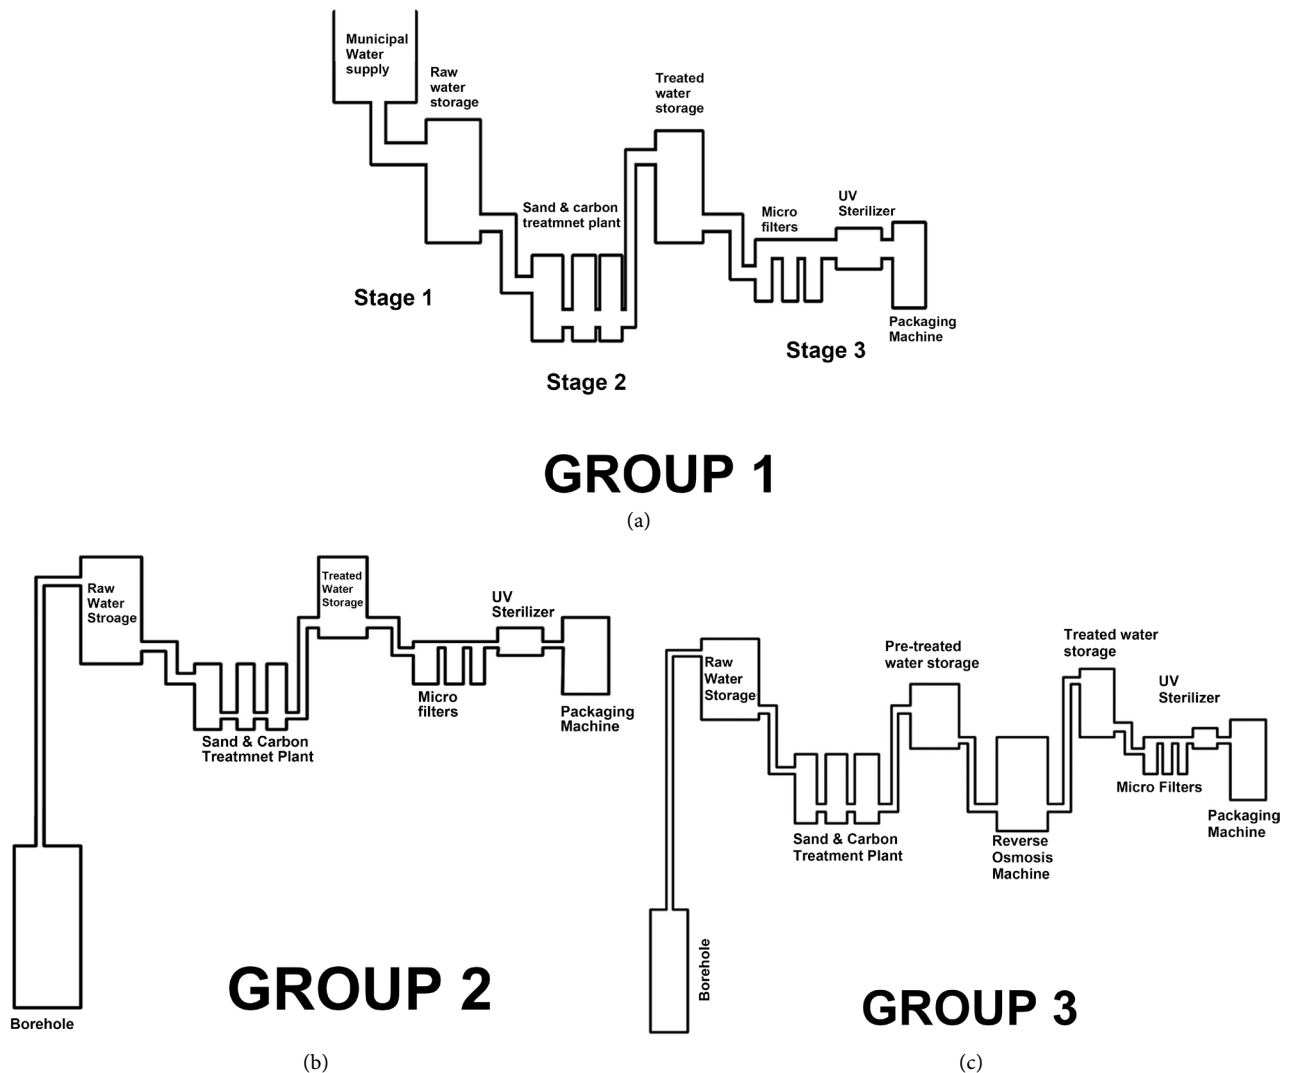 Municipal
Water
supply
Raw
water
storage
Treated
water
storage
Sand & carbon
treatmnet plant
Micro
filters
UV
Sterilizer
Packaging
Machine
Stage 1
Stage 2
Stage 3
GROUP 1
(a)
Raw
Water
Stroage
Treated
Water
Storage
UV
Sterilizer
Micro
filters
Packaging
Machine
Sand & Carbon
Treatmnet Plant
Borehole
GROUP 2
(b)
Raw
Water
Storage
Pre-treated
water storage
Treated water
storage
UV
Sterilizer
Micro Filters
Packaging
Machine
Sand & Carbon
Treatment Plant
Reverse
Osmosis
Machine
Borehole
GROUP 3
(c)